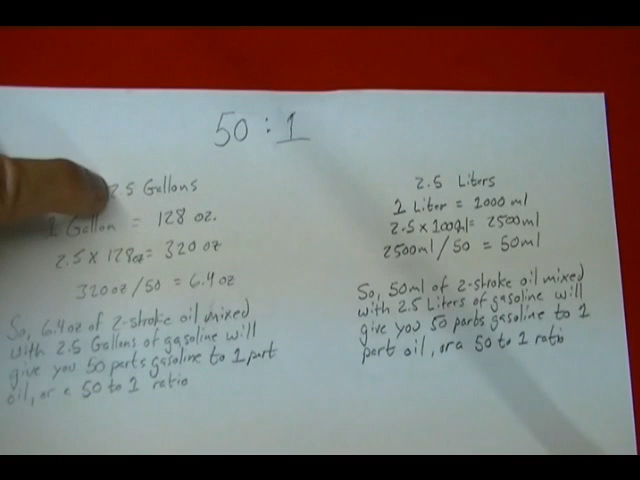 50 : 1
2.5 Gallons
1 Gallon = 128 oz.
2.5 x 128oz = 320 oz
320 oz / 50 = 6.4 oz
So, 6.4oz of 2-stroke oil mixed
with 2.5 Gallons of gasoline will
give you 50 parts gasoline to 1 part
oil, or a 50 to 1 ratio
2.5 Liters
1 Liter = 1000 ml
2.5 x 1000ml = 2500ml
2500ml / 50 = 50ml
So, 50ml of 2-stroke oil mixed
with 2.5 Liters of gasoline will
give you 50 parts gasoline to 1
part oil, or a 50 to 1 ratio